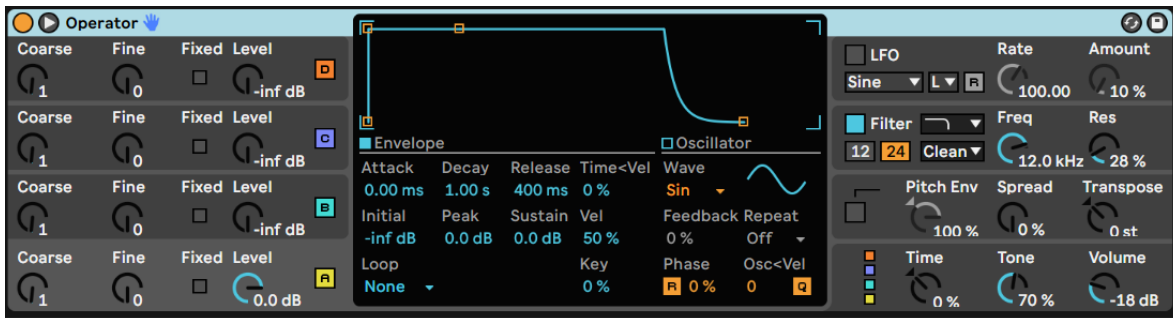 Operator
Coarse Fine Fixed Level
1 0 -inf dB D
Coarse Fine Fixed Level
1 0 -inf dB C
Coarse Fine Fixed Level
1 0 -inf dB B
Coarse Fine Fixed Level
1 0 0.0 dB A
Envelope Oscillator
Attack Decay Release Time<Vel Wave
0.00 ms 1.00 s 400 ms 0 % Sin
Initial Peak Sustain Vel Feedback Repeat
-inf dB 0.0 dB 0.0 dB 50 % 0 % Off
Loop Key Phase Osc<Vel
None 0 % R 0 % 0 Q
LFO Rate Amount
Sine L R 100.00 10 %
Filter Freq Res
12 24 Clean 12.0 kHz 28 %
Pitch Env Spread Transpose
100 % 0 % 0 st
Time Tone Volume
0 % 70 % -18 dB